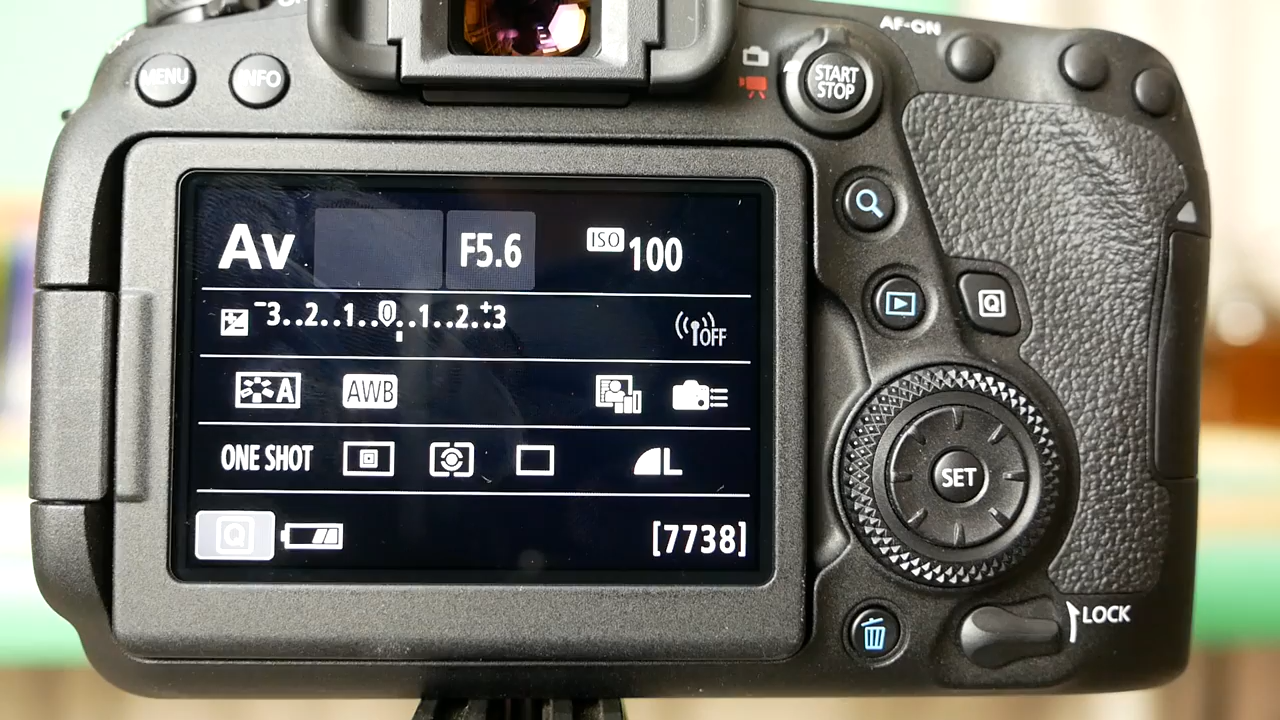 AF-ON
MENU INFO
START
STOP
Av F5.6 ISO 100
-3..2..1..0..1..2..+3
OFF
A AWB
ONE SHOT L
Q [7738]
Q
SET
LOCK